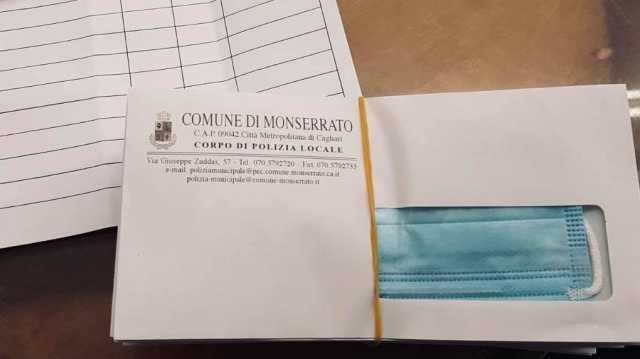 COMUNE DI MONSERRATO
C.A.P. 09042 Città Metropolitana di Cagliari
CORPO DI POLIZIA LOCALE
Via Giuseppe Zuddas, 57 - Tel. 070.5792720 - Fax. 070.5792735
e-mail. poliziamunicipale@pec.comune.monserrato.ca.it
polizia-municipale@comune-monserrato.it